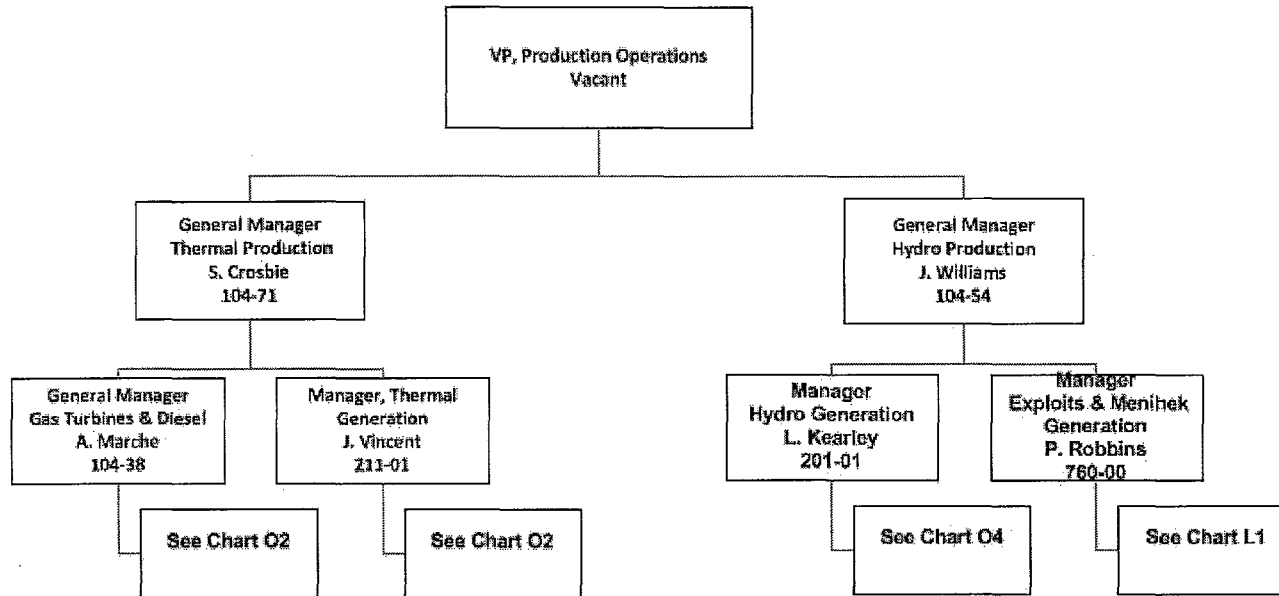 VP, Production Operations
Vacant
General Manager
Thermal Production
S. Crosbie
104-71
General Manager
Hydro Production
J. Williams
104-54
General Manager
Gas Turbines & Diesel
A. Marche
104-38
Manager, Thermal
Generation
J. Vincent
211-01
Manager
Hydro Generation
L. Kearley
201-01
Manager
Exploits & Menihek
Generation
P. Robbins
760-00
See Chart O2
See Chart O2
See Chart O4
See Chart L1